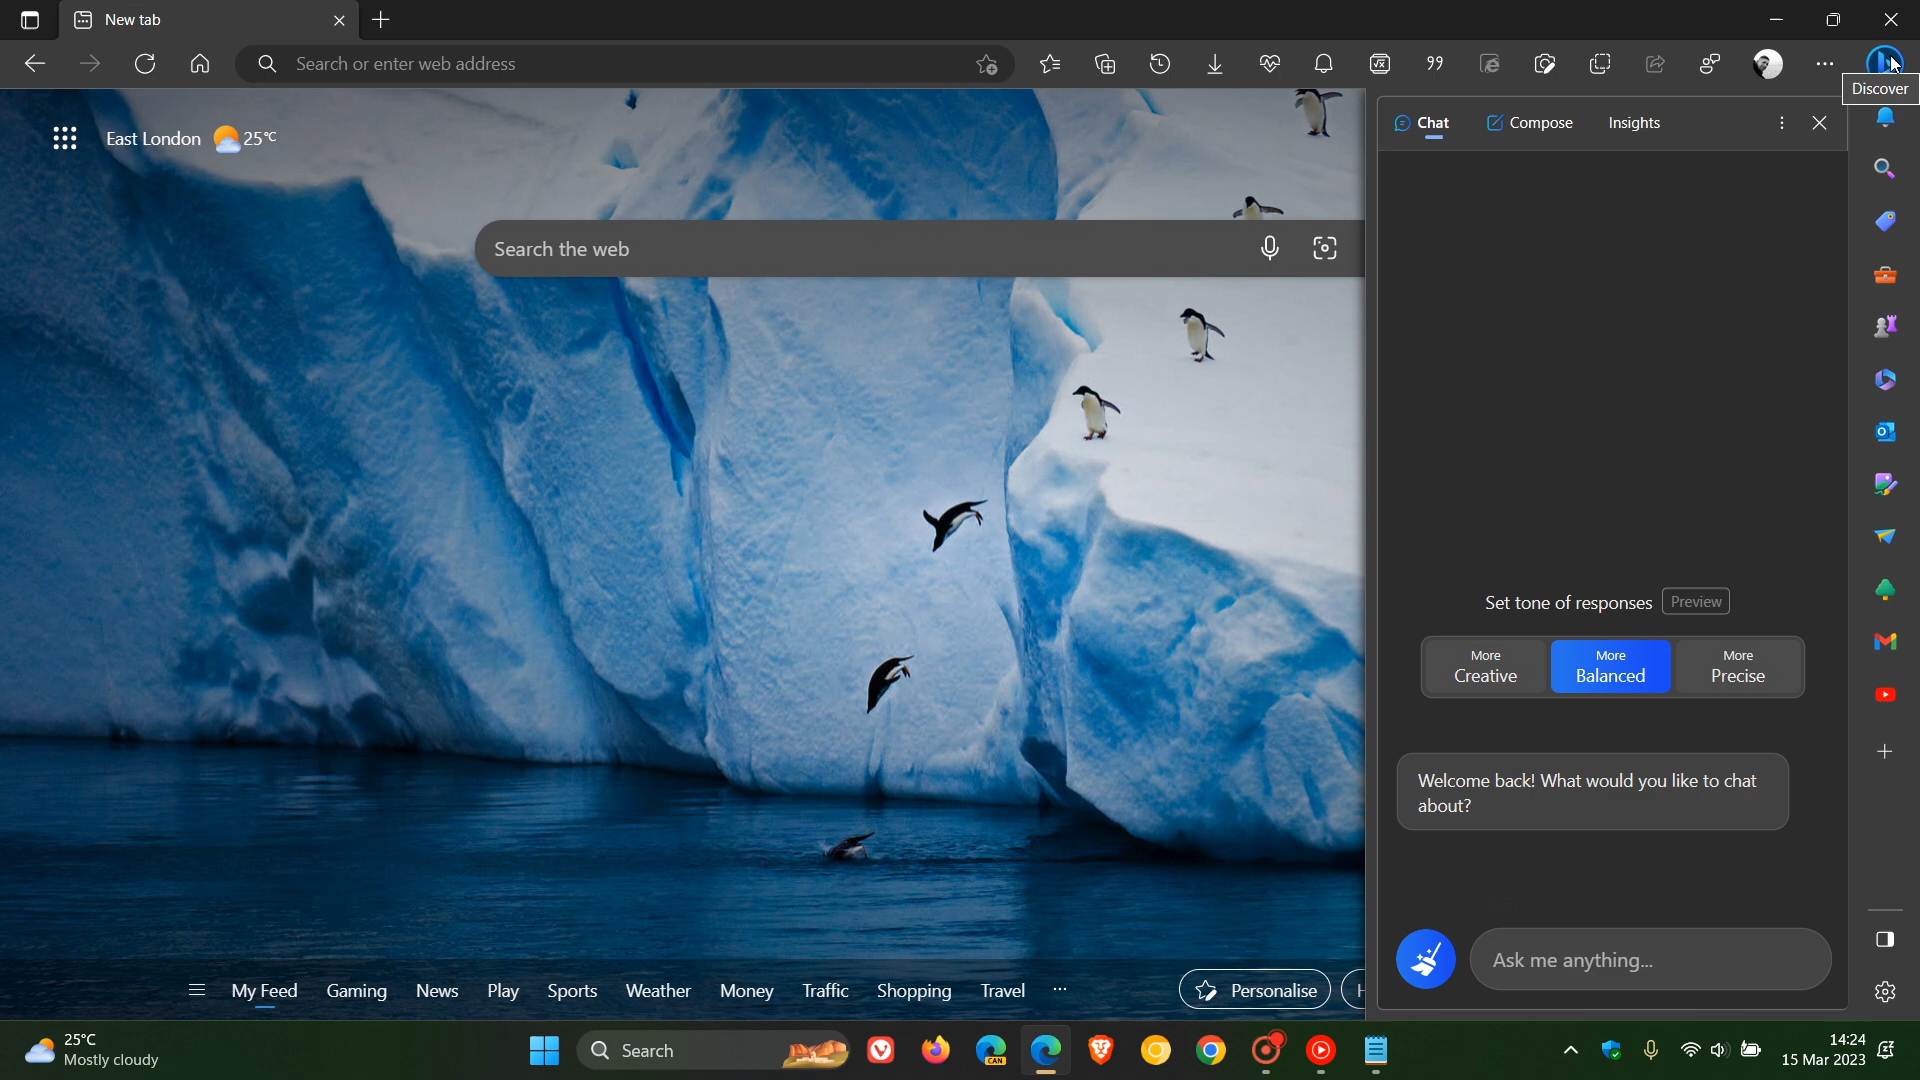 New tab
Search or enter web address
Discover
East London 25°C
Chat Compose Insights
Search the web
Set tone of responses Preview
More Creative
More Balanced
More Precise
Welcome back! What would you like to chat
about?
Ask me anything...
My Feed Gaming News Play Sports Weather Money Traffic Shopping Travel ... Personalise
25°C
Mostly cloudy
Search
CAN
14:24
15 Mar 2023